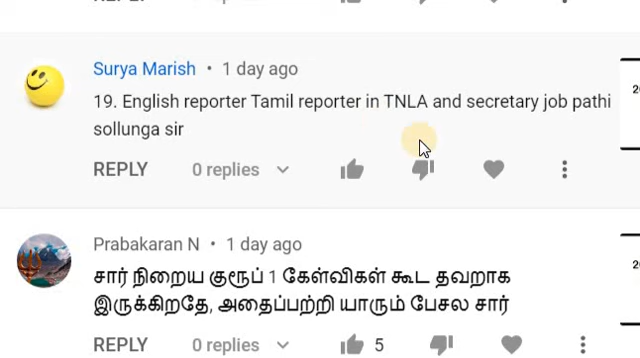 Surya Marish • 1 day ago
19. English reporter Tamil reporter in TNLA and secretary job pathi
sollunga sir
REPLY 0 replies
Prabakaran N • 1 day ago
சார் நிறைய குரூப் 1 கேள்விகள் கூட தவறாக
இருக்கிறதே, அதைப்பற்றி யாரும் பேசல சார்
REPLY 0 replies 5